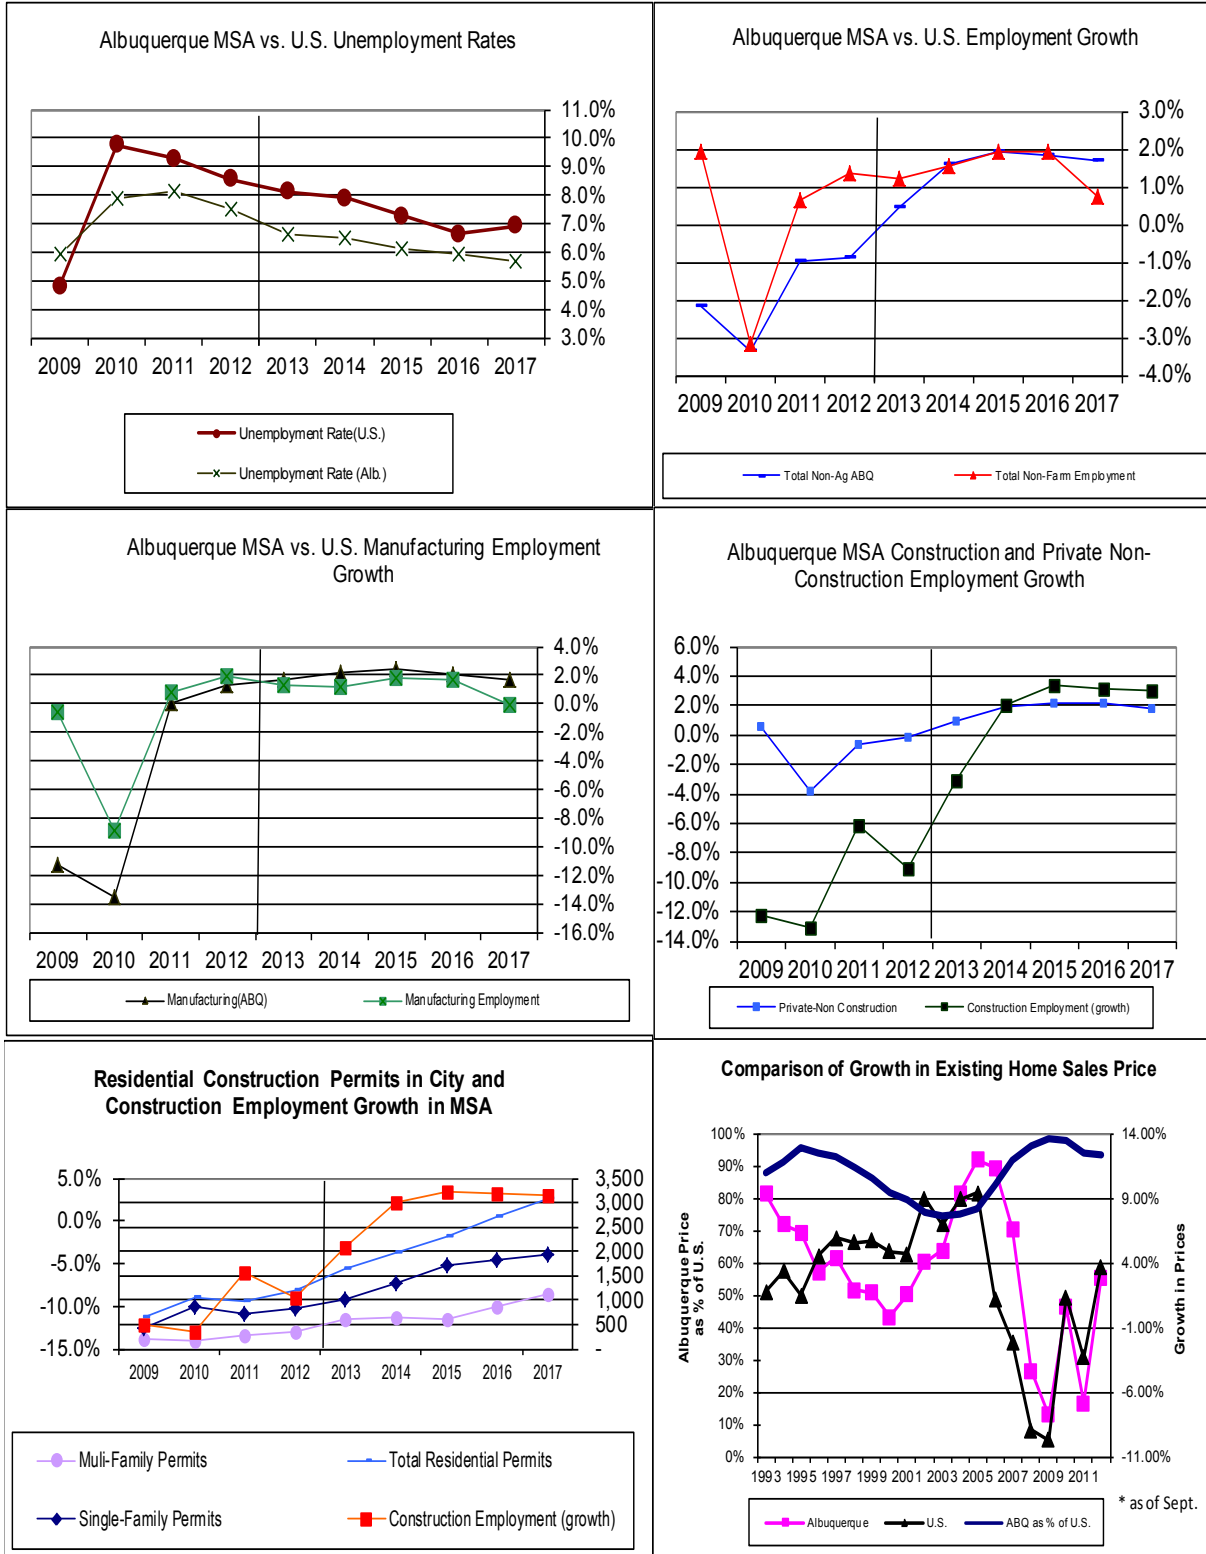 Albuquerque MSA vs. U.S. Unemployment Rates
11.0%
10.0%
9.0%
8.0%
7.0%
6.0%
5.0%
4.0%
3.0%
2009 2010 2011 2012 2013 2014 2015 2016 2017
Unemployment Rate(U.S.)
Unemployment Rate (Alb.)
Albuquerque MSA vs. U.S. Employment Growth
3.0%
2.0%
1.0%
0.0%
-1.0%
-2.0%
-3.0%
-4.0%
2009 2010 2011 2012 2013 2014 2015 2016 2017
Total Non-Ag ABQ Total Non-Farm Employment
Albuquerque MSA vs. U.S. Manufacturing Employment
Growth
4.0%
2.0%
0.0%
-2.0%
-4.0%
-6.0%
-8.0%
-10.0%
-12.0%
-14.0%
-16.0%
2009 2010 2011 2012 2013 2014 2015 2016 2017
Manufacturing(ABQ) Manufacturing Employment
Albuquerque MSA Construction and Private Non-
Construction Employment Growth
6.0%
4.0%
2.0%
0.0%
-2.0%
-4.0%
-6.0%
-8.0%
-10.0%
-12.0%
-14.0%
2009 2010 2011 2012 2013 2014 2015 2016 2017
Private-Non Construction Construction Employment (growth)
Residential Construction Permits in City and
Construction Employment Growth in MSA
5.0%
0.0%
-5.0%
-10.0%
-15.0%
3,500
3,000
2,500
2,000
1,500
1,000
500
-
2009 2010 2011 2012 2013 2014 2015 2016 2017
Muli-Family Permits Total Residential Permits
Single-Family Permits Construction Employment (growth)
Comparison of Growth in Existing Home Sales Price
Albuquerque Price
as % of U.S.
100%
90%
80%
70%
60%
50%
40%
30%
20%
10%
0%
14.00%
9.00%
4.00%
-1.00%
-6.00%
-11.00%
Growth in Prices
1993 1995 1997 1999 2001 2003 2005 2007 2009 2011
* as of Sept.
Albuquerque U.S. ABQ as % of U.S.